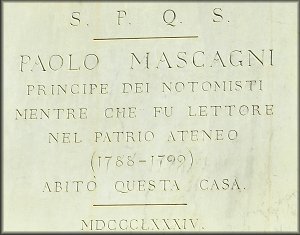 S. P. Q. S.
PAOLO MASCAGNI
PRINCIPE DEI NOTOMISTI
MENTRE CHE FU LETTORE
NEL PATRIO ATENEO
(1788-1799)
ABITÒ QUESTA CASA.
MDCCCLXXXIV.